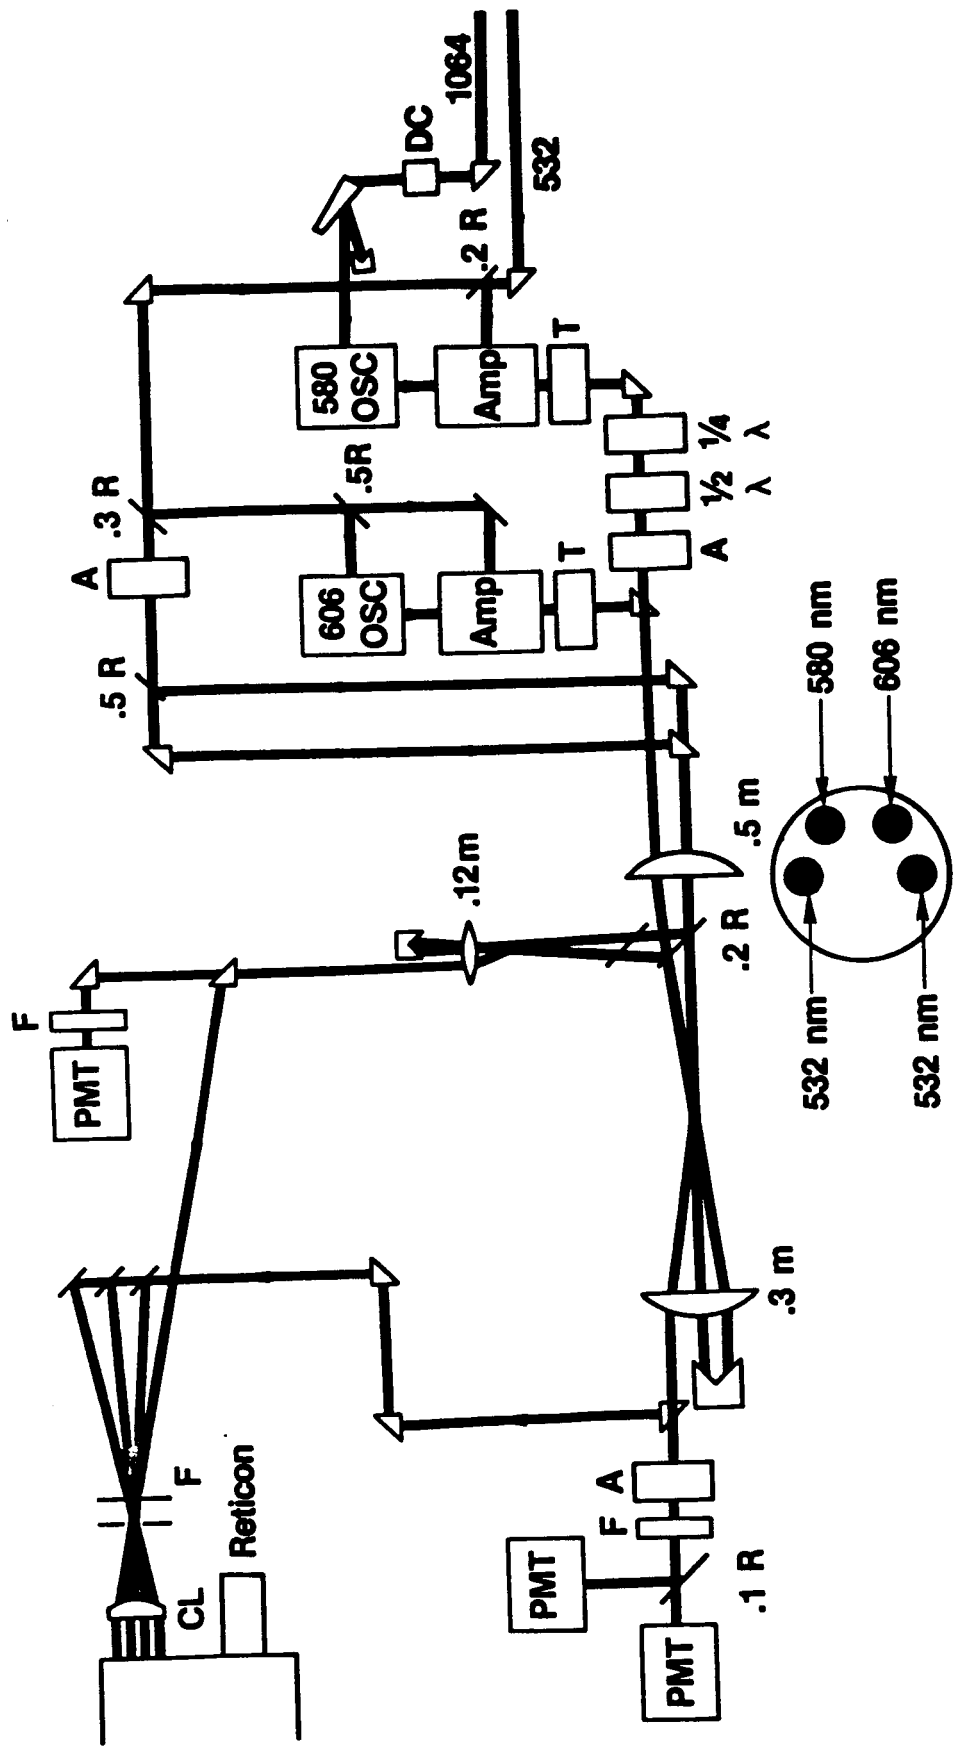 F
PMT
F
CL
Reticon
.5 R
A
.3 R
606
OSC
.5R
580
OSC
DC
1064
.2 R
532
Amp
T
Amp
T
A
1/2
λ
1/4
λ
.12m
.5 m
.2 R
.3 m
A
F
PMT
PMT
.1 R
532 nm
580 nm
532 nm
606 nm